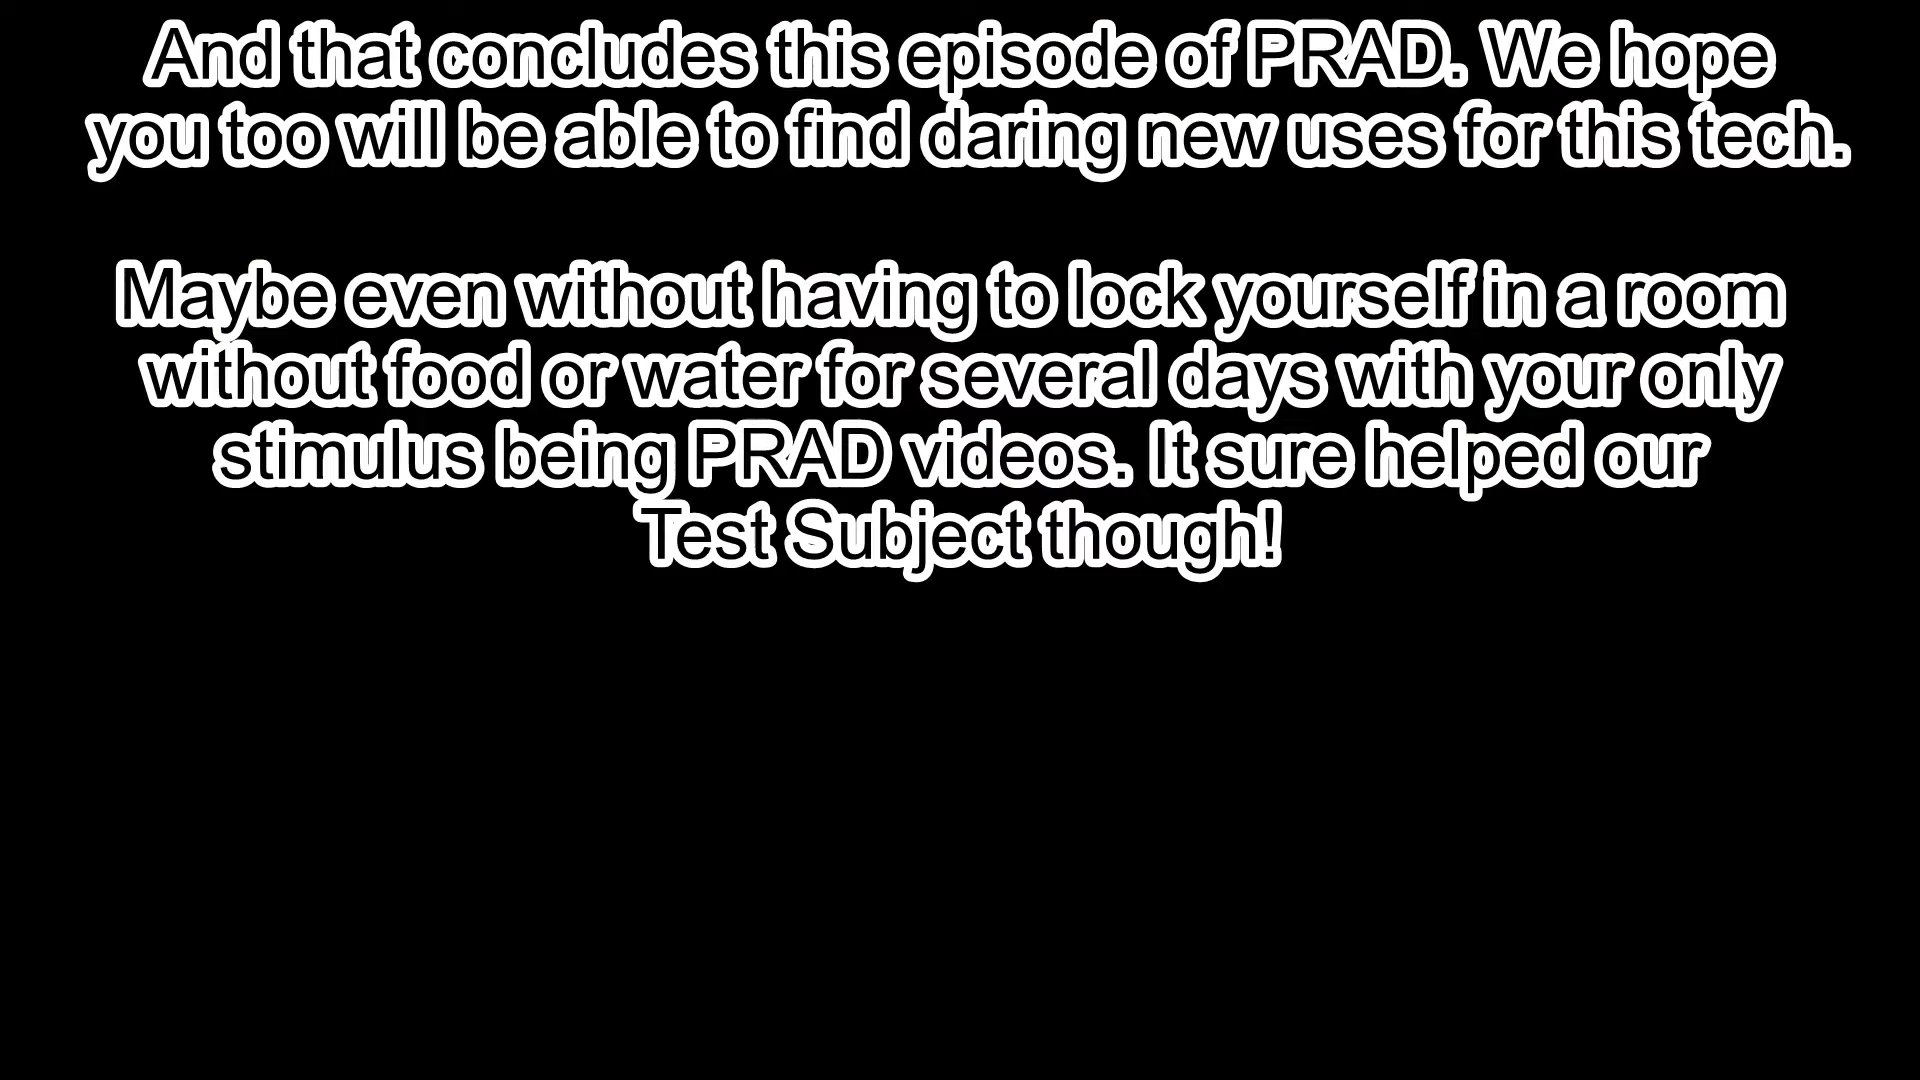 And that concludes this episode of PRAD. We hope
you too will be able to find daring new uses for this tech.
Maybe even without having to lock yourself in a room
without food or water for several days with your only
stimulus being PRAD videos. It sure helped our
Test Subject though!